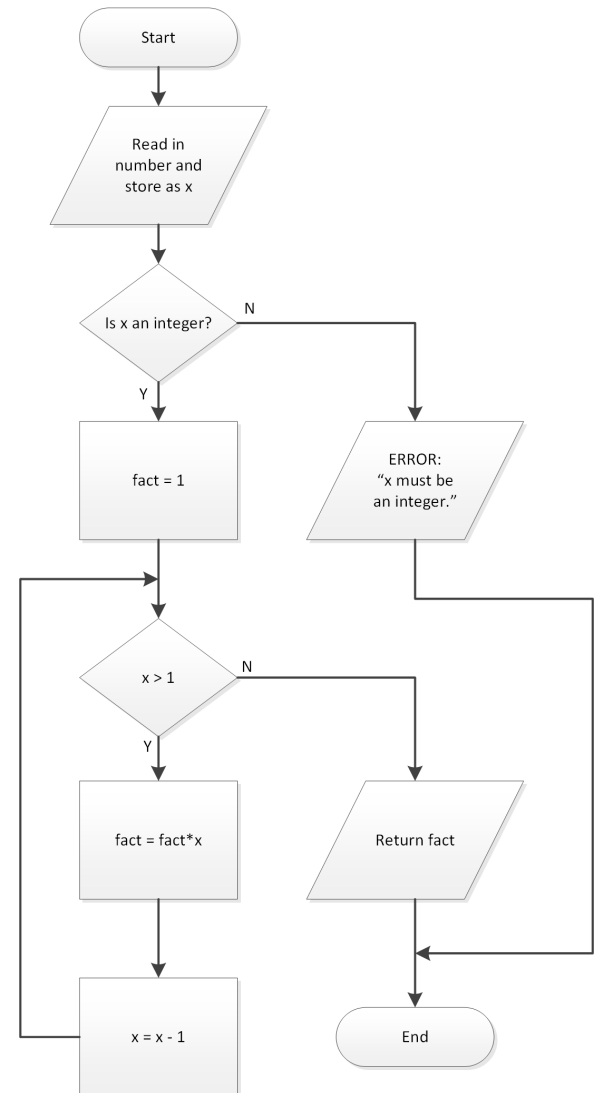 Start
Read in
number and
store as x
Is x an integer?
N
Y
fact = 1
ERROR:
“x must be
an integer.”
x > 1
N
Y
fact = fact*x
Return fact
x = x - 1
End